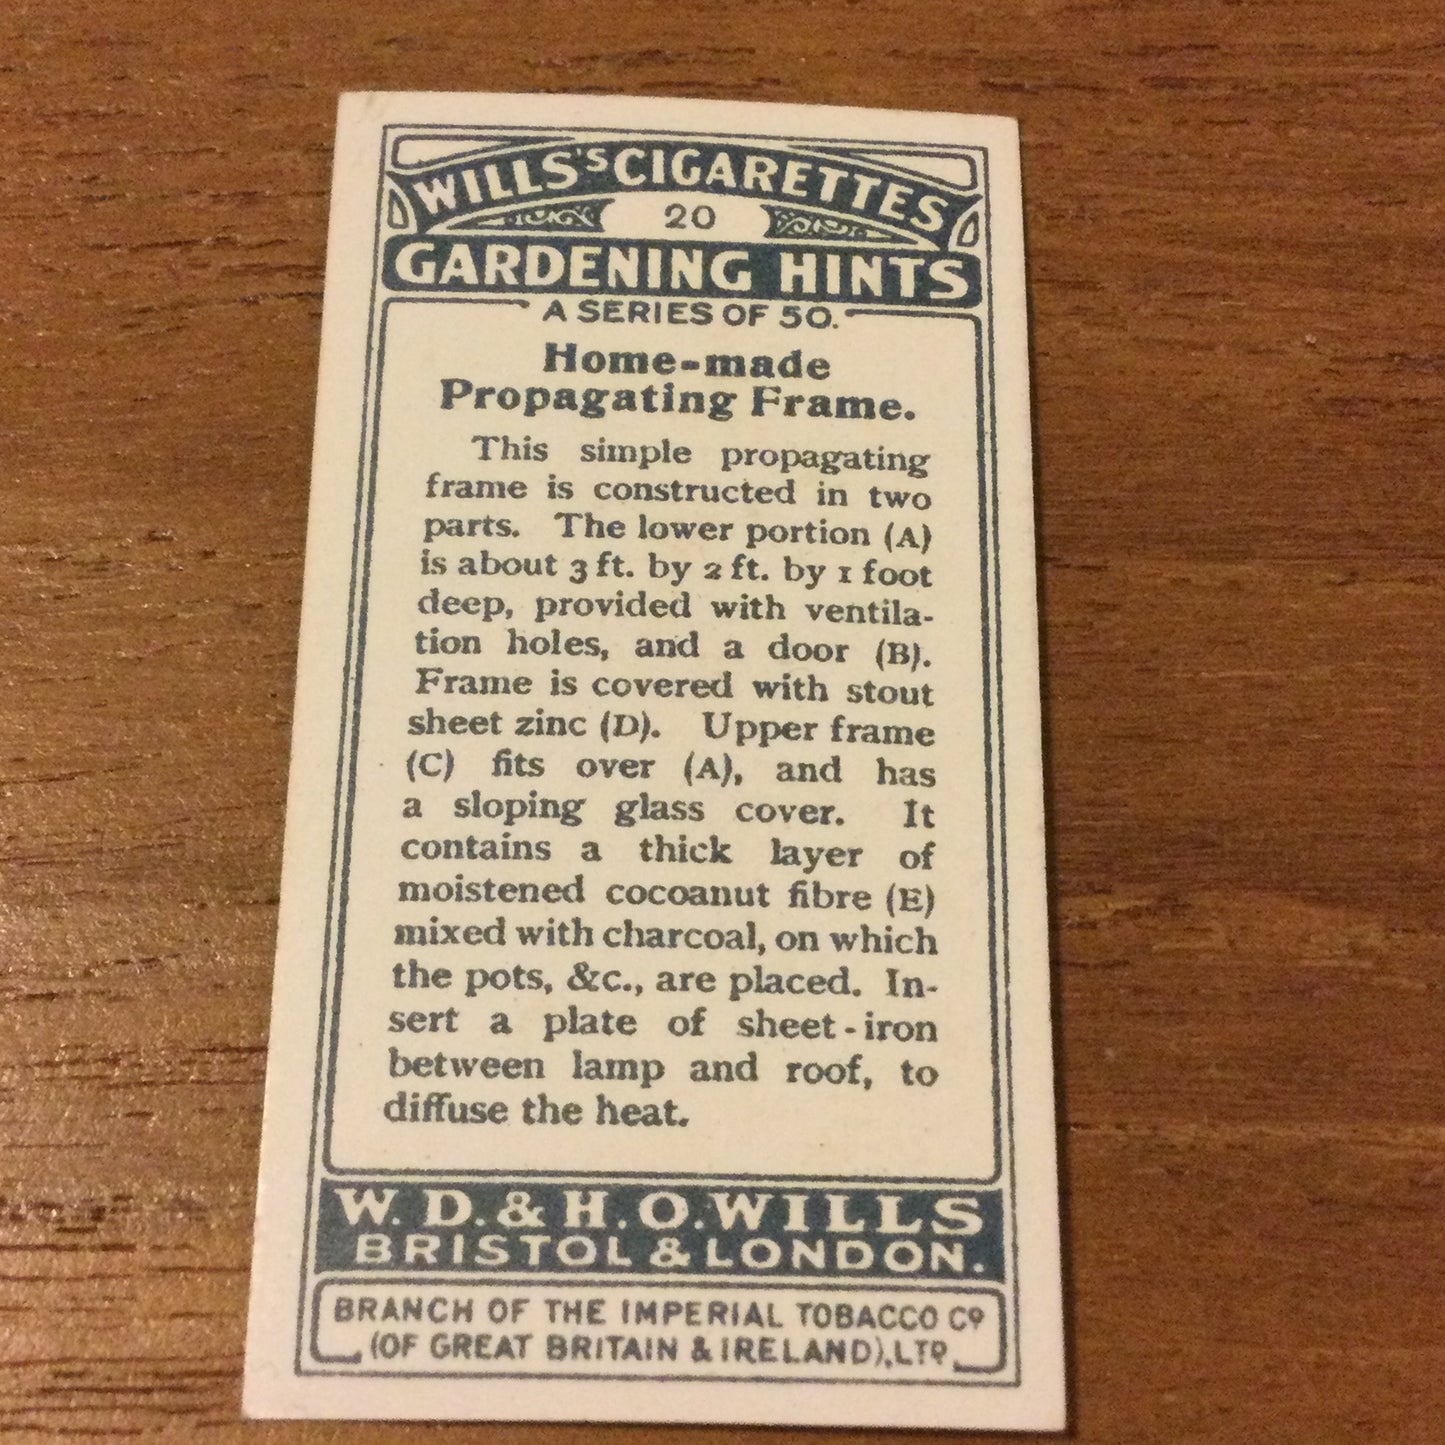 WILLS'S CIGARETTES
20
GARDENING HINTS
A SERIES OF 50.
Home-made
Propagating Frame.
This simple propagating
frame is constructed in two
parts. The lower portion (A)
is about 3 ft. by 2 ft. by 1 foot
deep, provided with ventila-
tion holes, and a door (B).
Frame is covered with stout
sheet zinc (D). Upper frame
(C) fits over (A), and has
a sloping glass cover. It
contains a thick layer of
moistened cocoanut fibre (E)
mixed with charcoal, on which
the pots, &c., are placed. In-
sert a plate of sheet-iron
between lamp and roof, to
diffuse the heat.
W. D. & H. O. WILLS
BRISTOL & LONDON.
BRANCH OF THE IMPERIAL TOBACCO CO
(OF GREAT BRITAIN & IRELAND), LTD